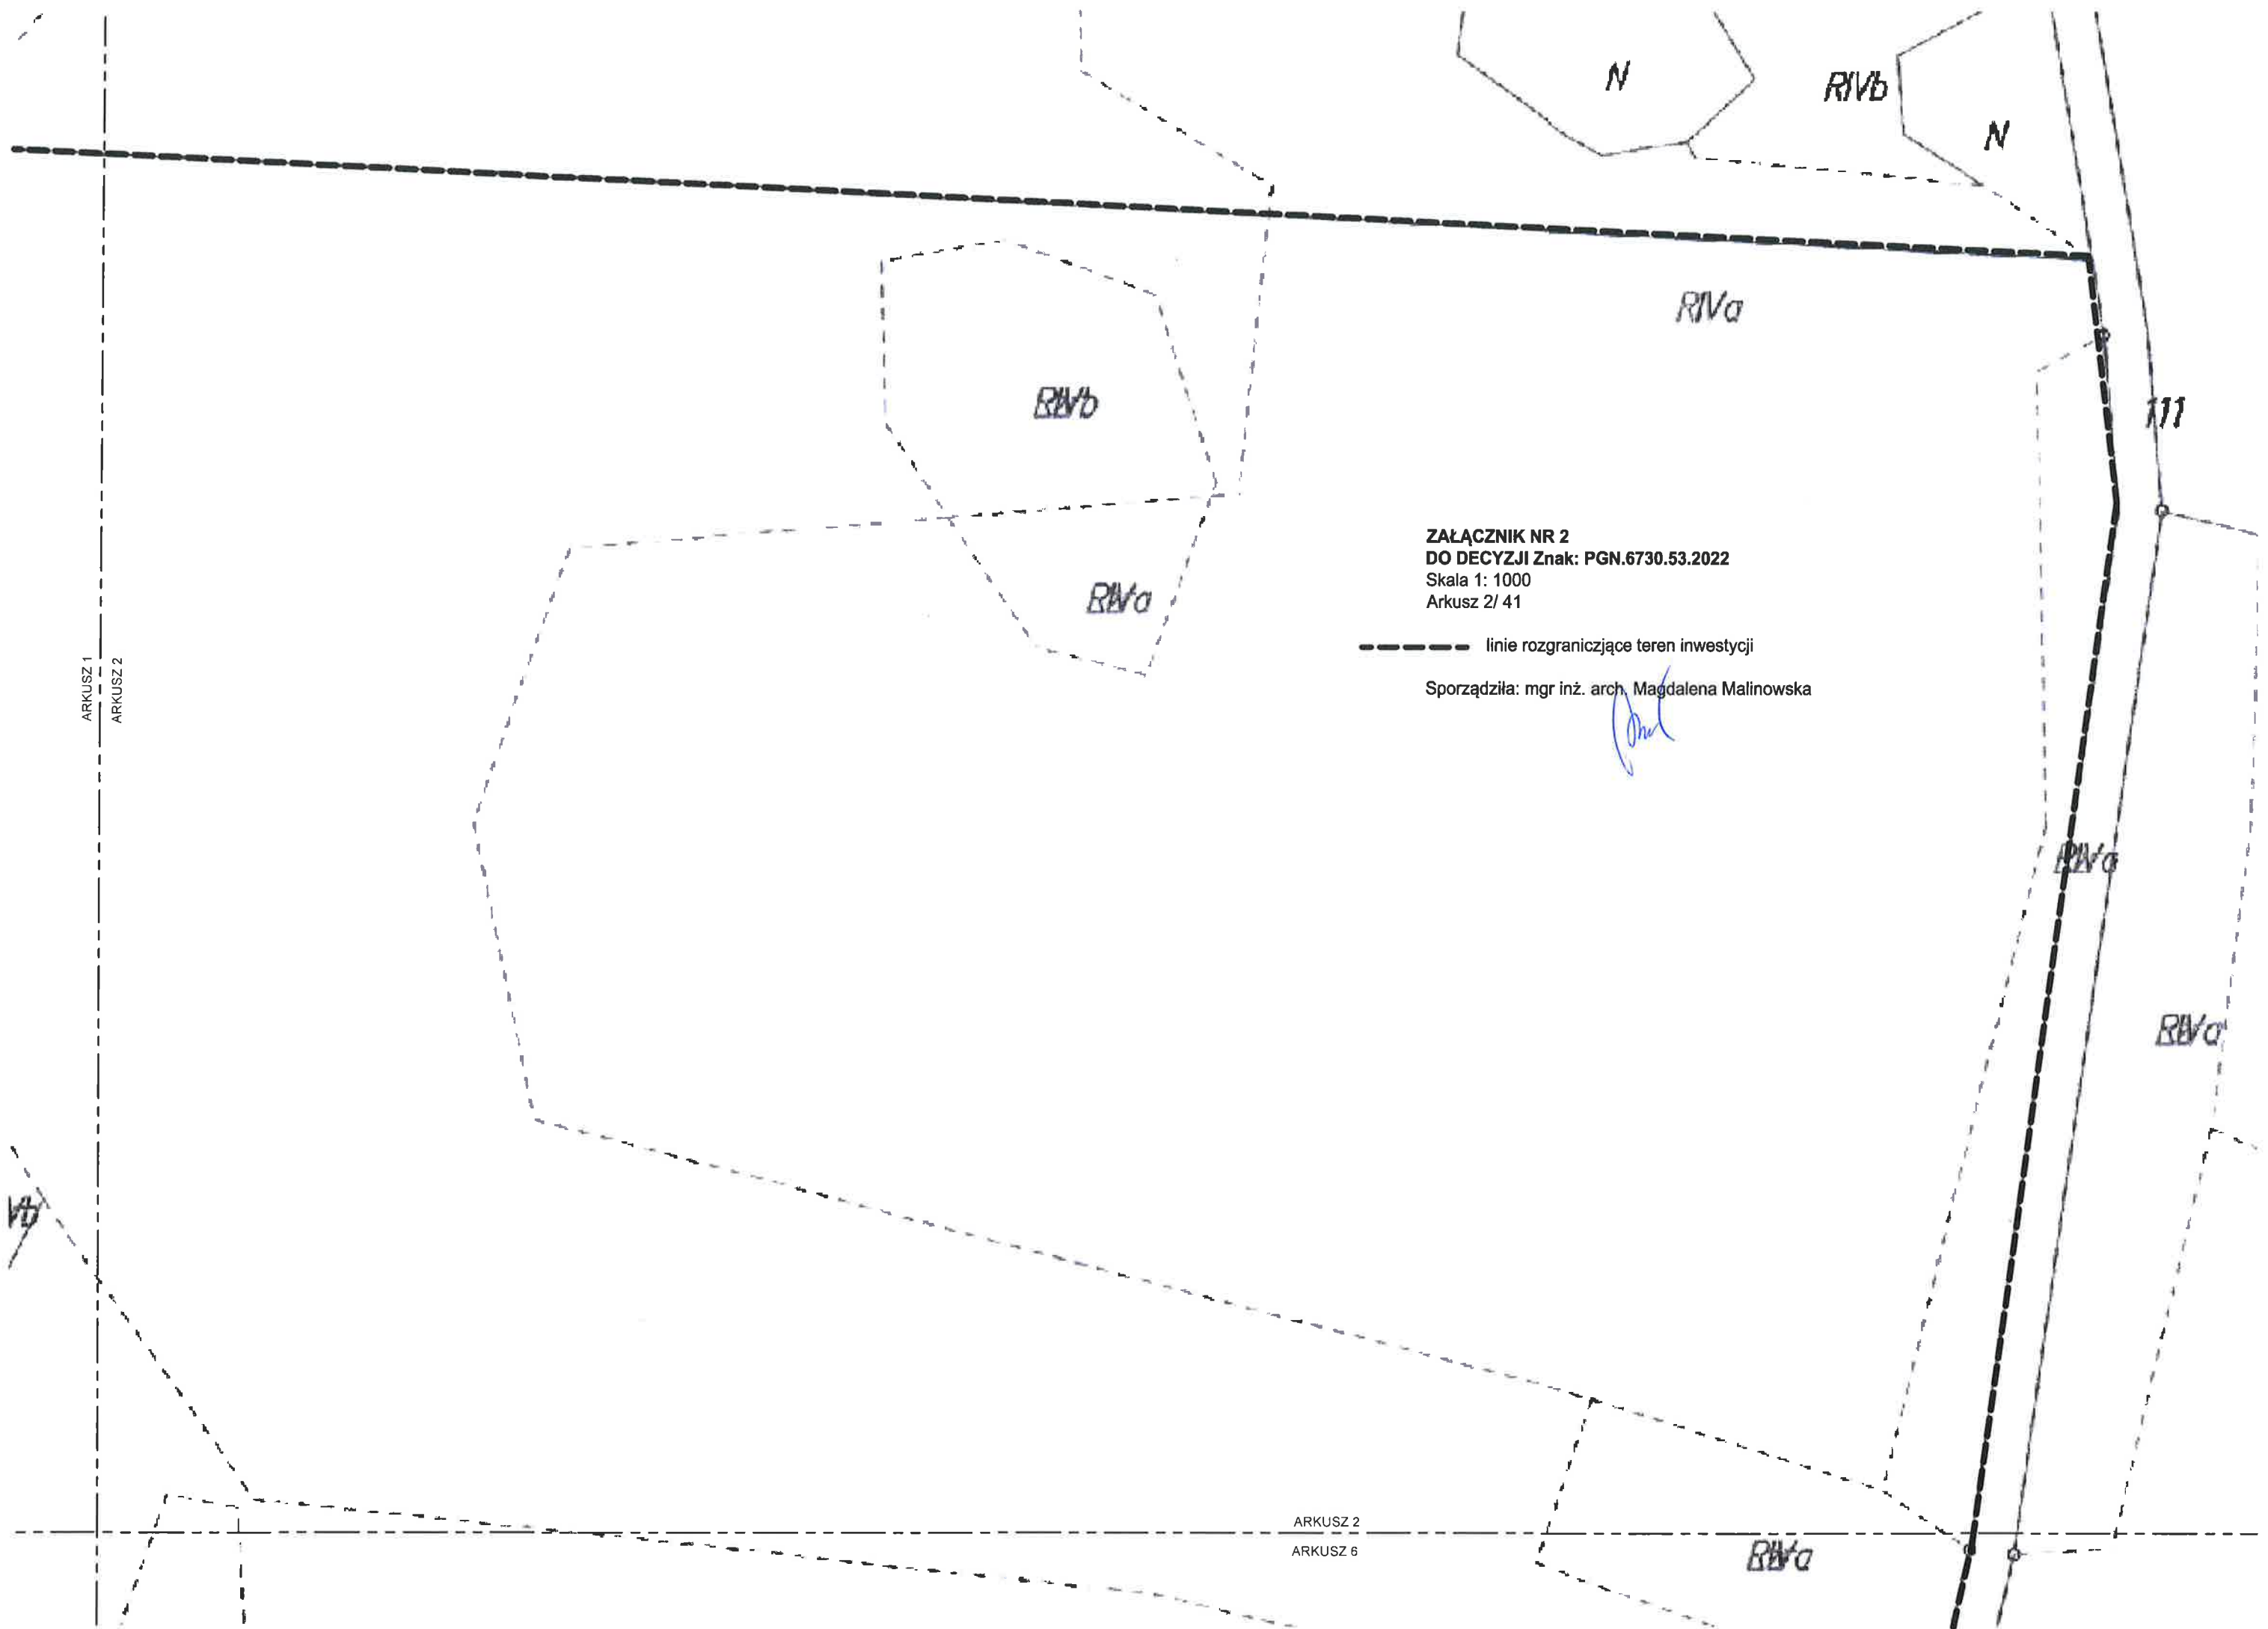 N
RIVb
N
RIVa
111
RIVb
ZAŁĄCZNIK NR 2
DO DECYZJI Znak: PGN.6730.53.2022
Skala 1: 1000
Arkusz 2/ 41
RIVa
linie rozgraniczjące teren inwestycji
ARKUSZ 1
ARKUSZ 2
Sporządziła: mgr inż. arch. Magdalena Malinowska
RIVa
RIVa
Vb
ARKUSZ 2
ARKUSZ 6
RIVa